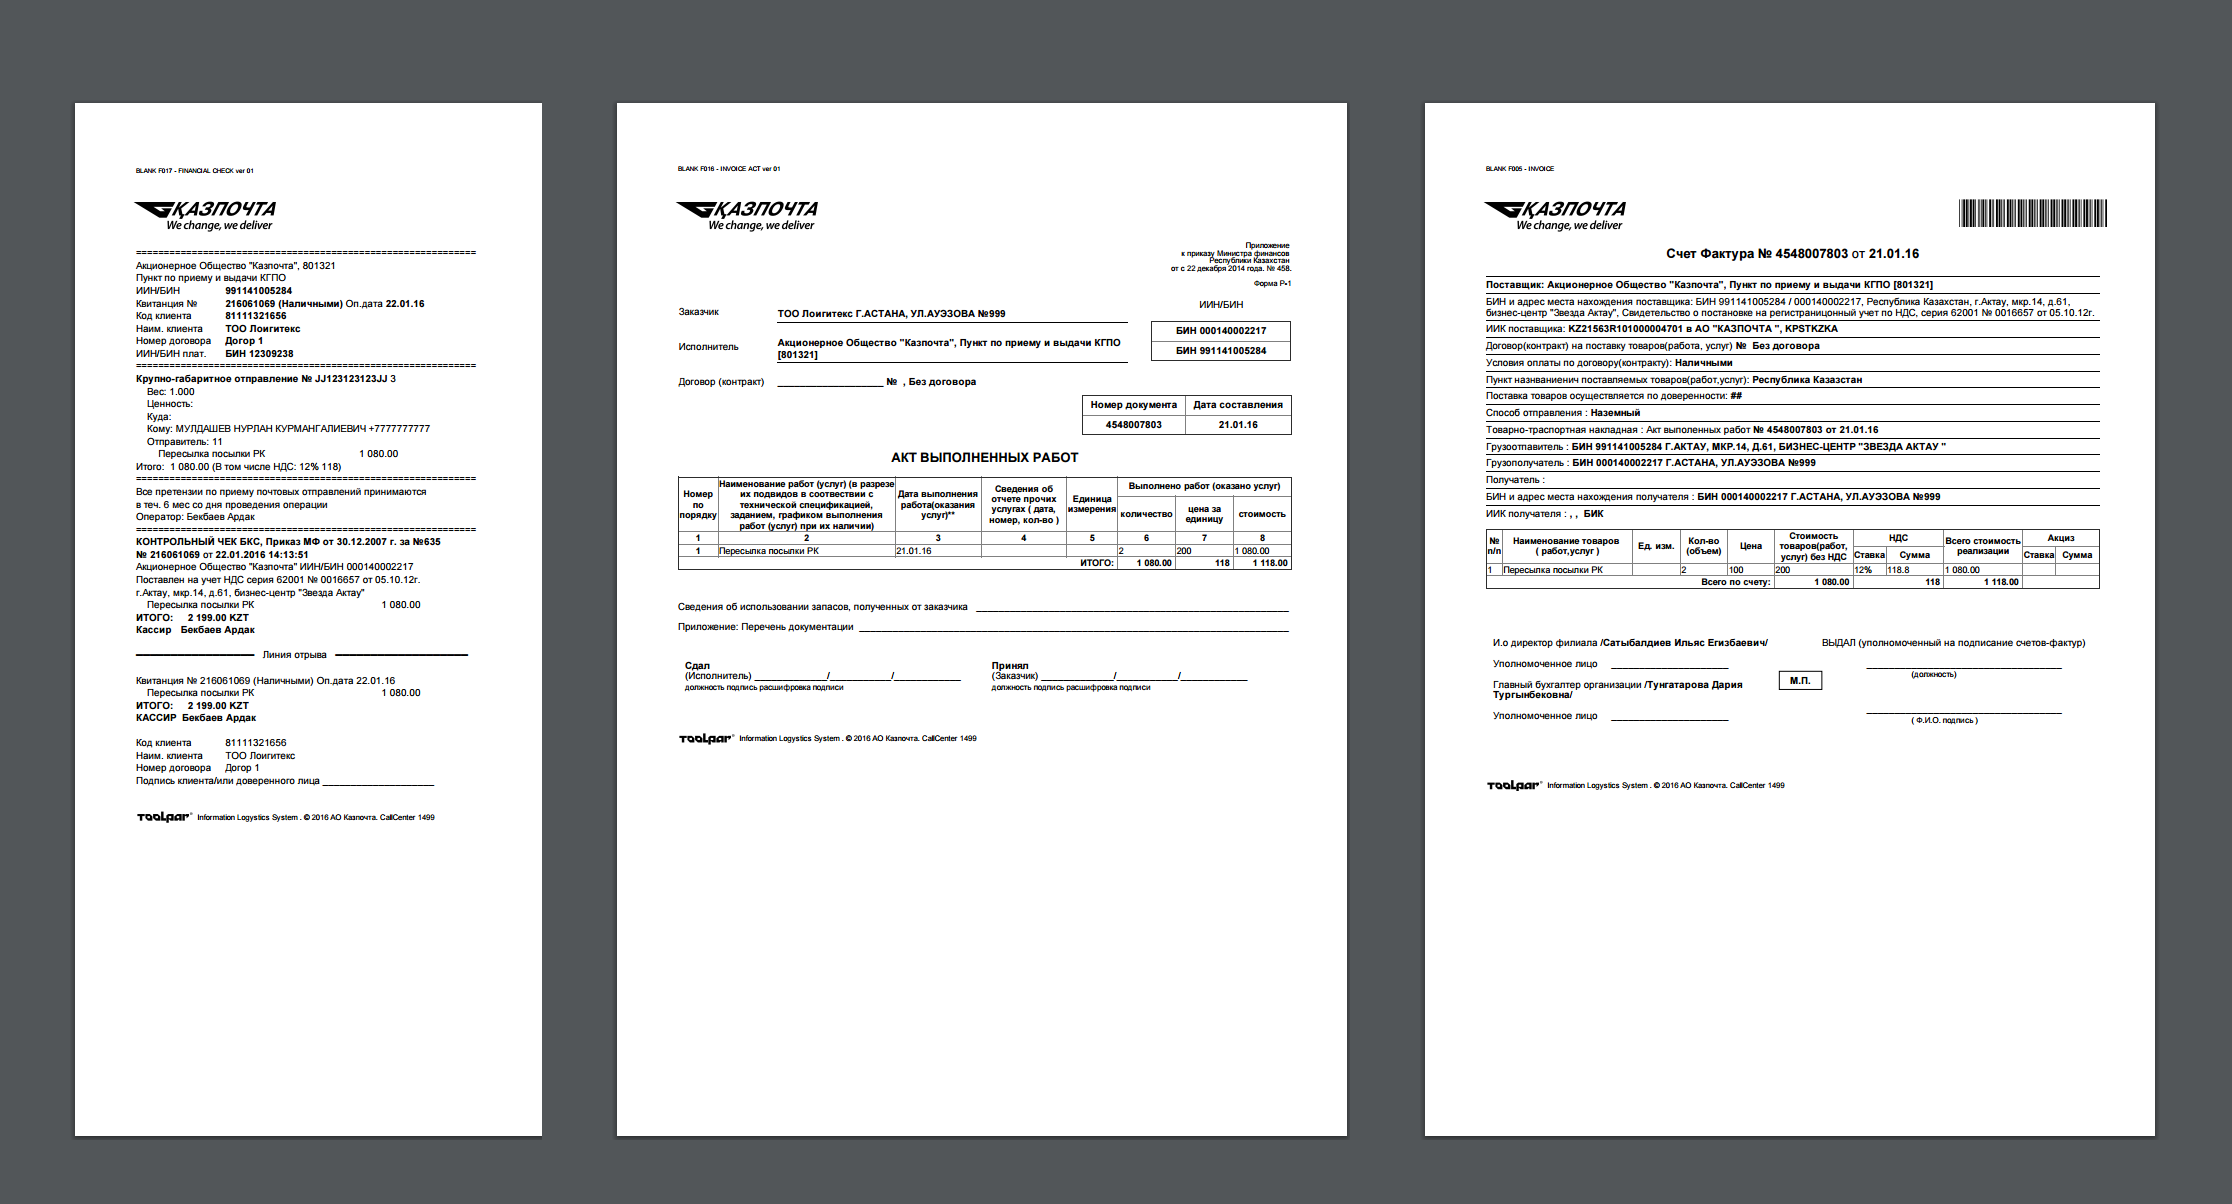 BLANK F017 - FINANCIAL CHECK ver 01
ҚАЗПОЧТА
We change, we deliver
Акционерное Общество "Казпочта", 801321
Пункт по приему и выдачи КГПО
ИИН/БИН 991141005284
Квитанция № 216061069 (Наличными) Оп.дата 22.01.16
Код клиента 81111321656
Наим. клиента ТОО Лоигитекс
Номер договора Догор 1
ИИН/БИН плат. БИН 12309238
Крупно-габаритное отправление № JJ123123123JJ 3
Вес: 1.000
Ценность:
Куда:
Кому: МУЛДАШЕВ НУРЛАН КУРМАНГАЛИЕВИЧ +7777777777
Отправитель: 11
Пересылка посылки РК 1 080.00
Итого: 1 080.00 (В том числе НДС: 12% 118)
Все претензии по приему почтовых отправлений принимаются
в теч. 6 мес со дня проведения операции
Оператор: Бекбаев Ардак
КОНТРОЛЬНЫЙ ЧЕК БКС, Приказ МФ от 30.12.2007 г. за №635
№ 216061069 от 22.01.2016 14:13:51
Акционерное Общество "Казпочта" ИИН/БИН 000140002217
Поставлен на учет НДС серия 62001 № 0016657 от 05.10.12г.
г.Актау, мкр.14, д.61, бизнес-центр "Звезда Актау"
Пересылка посылки РК 1 080.00
ИТОГО: 2 199.00 KZT
Кассир Бекбаев Ардак
Линия отрыва
Квитанция № 216061069 (Наличными) Оп.дата 22.01.16
Пересылка посылки РК 1 080.00
ИТОГО: 2 199.00 KZT
КАССИР Бекбаев Ардак
Код клиента 81111321656
Наим. клиента ТОО Лоигитекс
Номер договора Догор 1
Подпись клиента/или доверенного лица
Toolpar Information Logystics System . © 2016 АО Казпочта. CallCenter 1499
BLANK F016 - INVOICE ACT ver 01
ҚАЗПОЧТА
We change, we deliver
Приложение
к приказу Министра финансов
Республики Казахстан
от с 22 декабря 2014 года. № 458.
Форма Р-1
ИИН/БИН
Заказчик ТОО Лоигитекс Г.АСТАНА, УЛ.АУЭЗОВА №999
БИН 000140002217
Исполнитель Акционерное Общество "Казпочта", Пункт по приему и выдачи КГПО
[801321]
БИН 991141005284
Договор (контракт) № , Без договора
Номер документа Дата составления
4548007803 21.01.16
АКТ ВЫПОЛНЕННЫХ РАБОТ
Номер по порядку Наименование работ (услуг) (в разрезе их подвидов в соотвествии с технической спецификацией, заданием, графиком выполнения работ (услуг) при их наличии) Дата выполнения работа(оказания услуг)** Сведения об отчете прочих услугах ( дата, номер, кол-во ) Единица измерения Выполнено работ (оказано услуг)
количество цена за единицу стоимость
1 2 3 4 5 6 7 8
1 Пересылка посылки РК 21.01.16 2 200 1 080.00
ИТОГО: 1 080.00 118 1 118.00
Сведения об использовании запасов, полученных от заказчика
Приложение: Перечень документации
Сдал Принял
(Исполнитель) / / (Заказчик) / /
должность подпись расшифровка подписи должность подпись расшифровка подписи
Toolpar Information Logystics System . © 2016 АО Казпочта. CallCenter 1499
BLANK F005 - INVOICE
ҚАЗПОЧТА
We change, we deliver
Счет Фактура № 4548007803 от 21.01.16
Поставщик: Акционерное Общество "Казпочта", Пункт по приему и выдачи КГПО [801321]
БИН и адрес места нахождения поставщика: БИН 991141005284 / 000140002217, Республика Казахстан, г.Актау, мкр.14, д.61,
бизнес-центр "Звезда Актау", Свидетельство о постановке на регистраницонный учет по НДС, серия 62001 № 0016657 от 05.10.12г.
ИИК поставщика: KZ21563R101000004701 в АО "КАЗПОЧТА ", KPSTKZKA
Договор(контракт) на поставку товаров(работа, услуг) № Без договора
Условия оплаты по договору(контракту): Наличными
Пункт назнваниенич поставляемых товаров(работ,услуг): Республика Казазстан
Поставка товаров осуществляется по доверенности: ##
Способ отправления : Наземный
Товарно-траспортная накладная : Акт выполенных работ № 4548007803 от 21.01.16
Грузоотпавитель : БИН 991141005284 Г.АКТАУ, МКР.14, Д.61, БИЗНЕС-ЦЕНТР "ЗВЕЗДА АКТАУ "
Грузополучатель : БИН 000140002217 Г.АСТАНА, УЛ.АУЭЗОВА №999
Получатель :
БИН и адрес места нахождения получателя : БИН 000140002217 Г.АСТАНА, УЛ.АУЭЗОВА №999
ИИК получателя : , , БИК
№ п/п Наименование товаров ( работ,услуг ) Ед. изм. Кол-во (объем) Цена Стоимость товаров(работ, услуг) без НДС НДС Всего стоимость реализации Акциз
Ставка Сумма Ставка Сумма
1 Пересылка посылки РК 2 100 200 12% 118.8 1 080.00
Всего по счету: 1 080.00 118 1 118.00
И.о директор филиала /Сатыбалдиев Ильяс Егизбаевич/ ВЫДАЛ (уполномоченный на подписание счетов-фактур)
Уполномоченное лицо
(должность)
Главный бухгалтер организации /Тунгатарова Дария
Тургынбековна/
М.П.
Уполномоченное лицо
( Ф.И.О. подпись )
Toolpar Information Logystics System . © 2016 АО Казпочта. CallCenter 1499